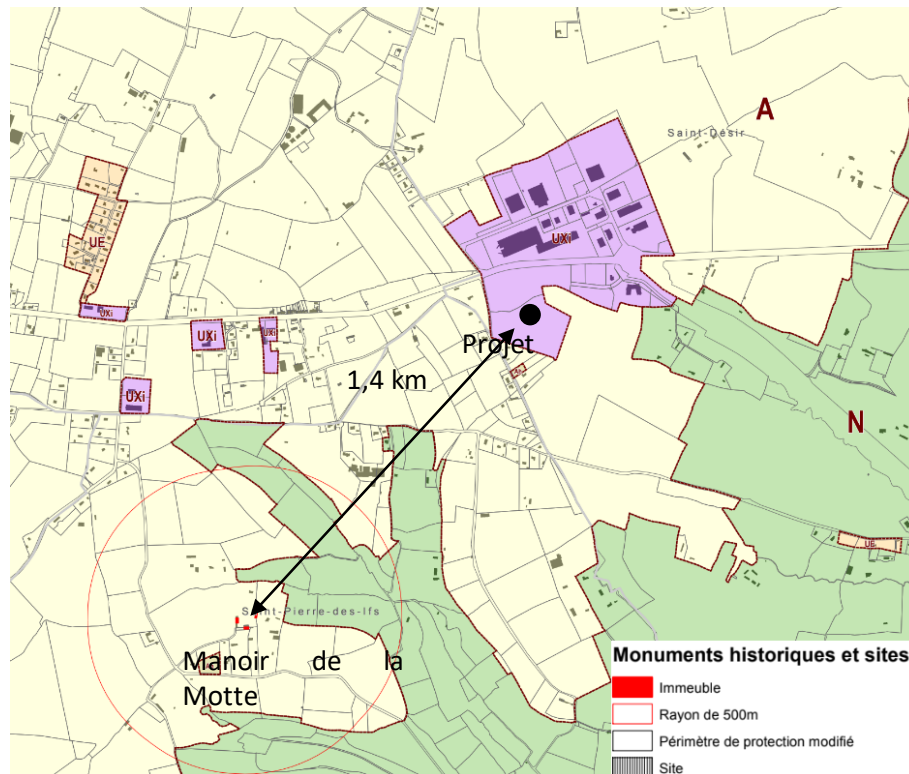 A
Saint-Désir
UE
UXi
UXi
UXi
UXi
UXi
Projet
1,4 km
N
UE
Saint-Pierre-des-Ifs
Manoir de la
Motte
Monuments historiques et sites
Immeuble
Rayon de 500m
Périmètre de protection modifié
Site